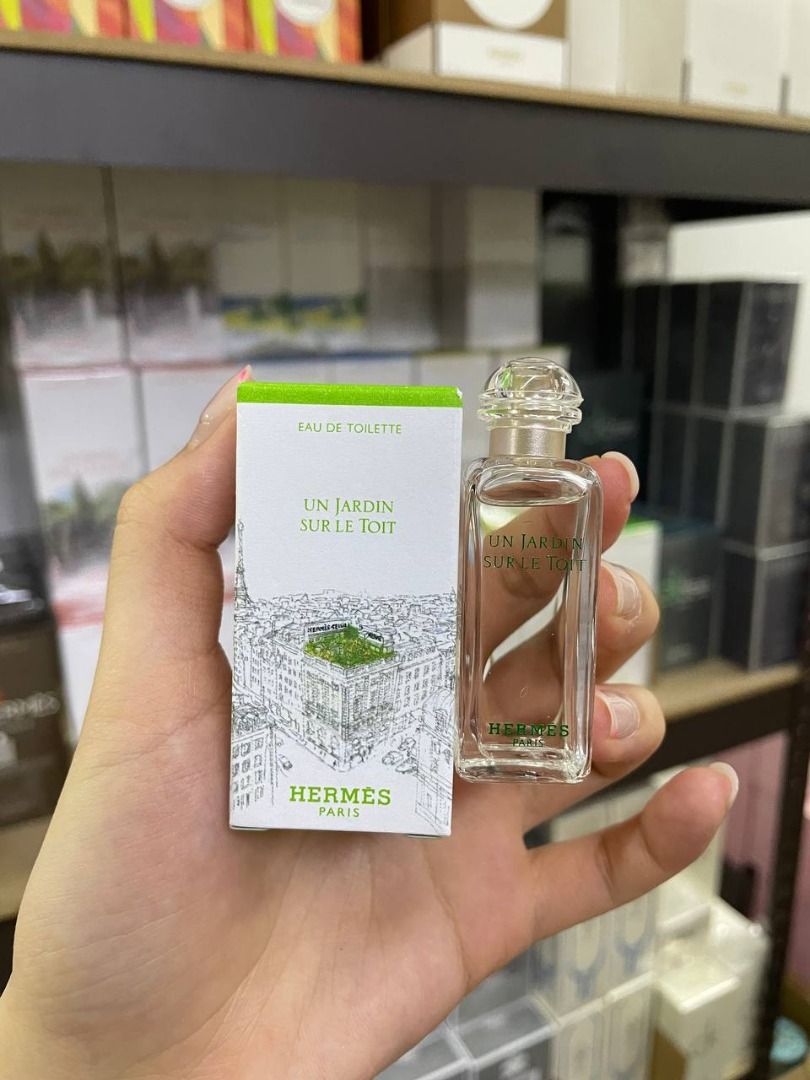 EAU DE TOILETTE
UN JARDIN
SUR LE TOIT
HERMÈS
PARIS
UN JARDIN
SUR LE TOIT
HERMÈS
PARIS